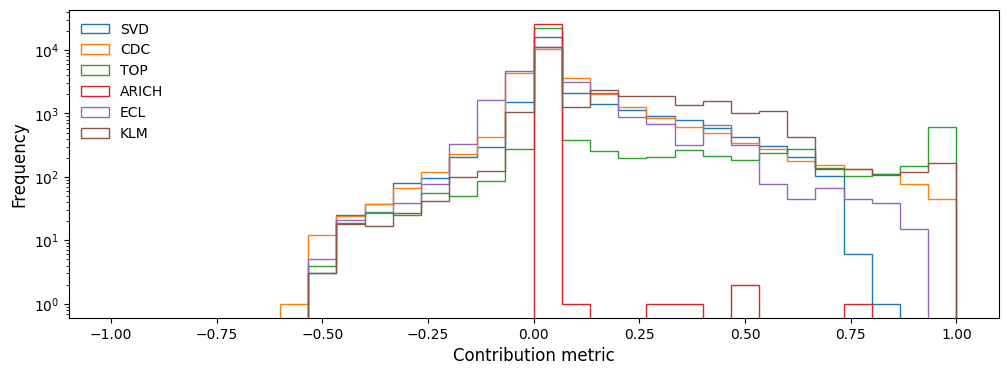 SVD
CDC
TOP
ARICH
ECL
KLM
Frequency
10⁴
10³
10²
10¹
10⁰
−1.00 −0.75 −0.50 −0.25 0.00 0.25 0.50 0.75 1.00
Contribution metric